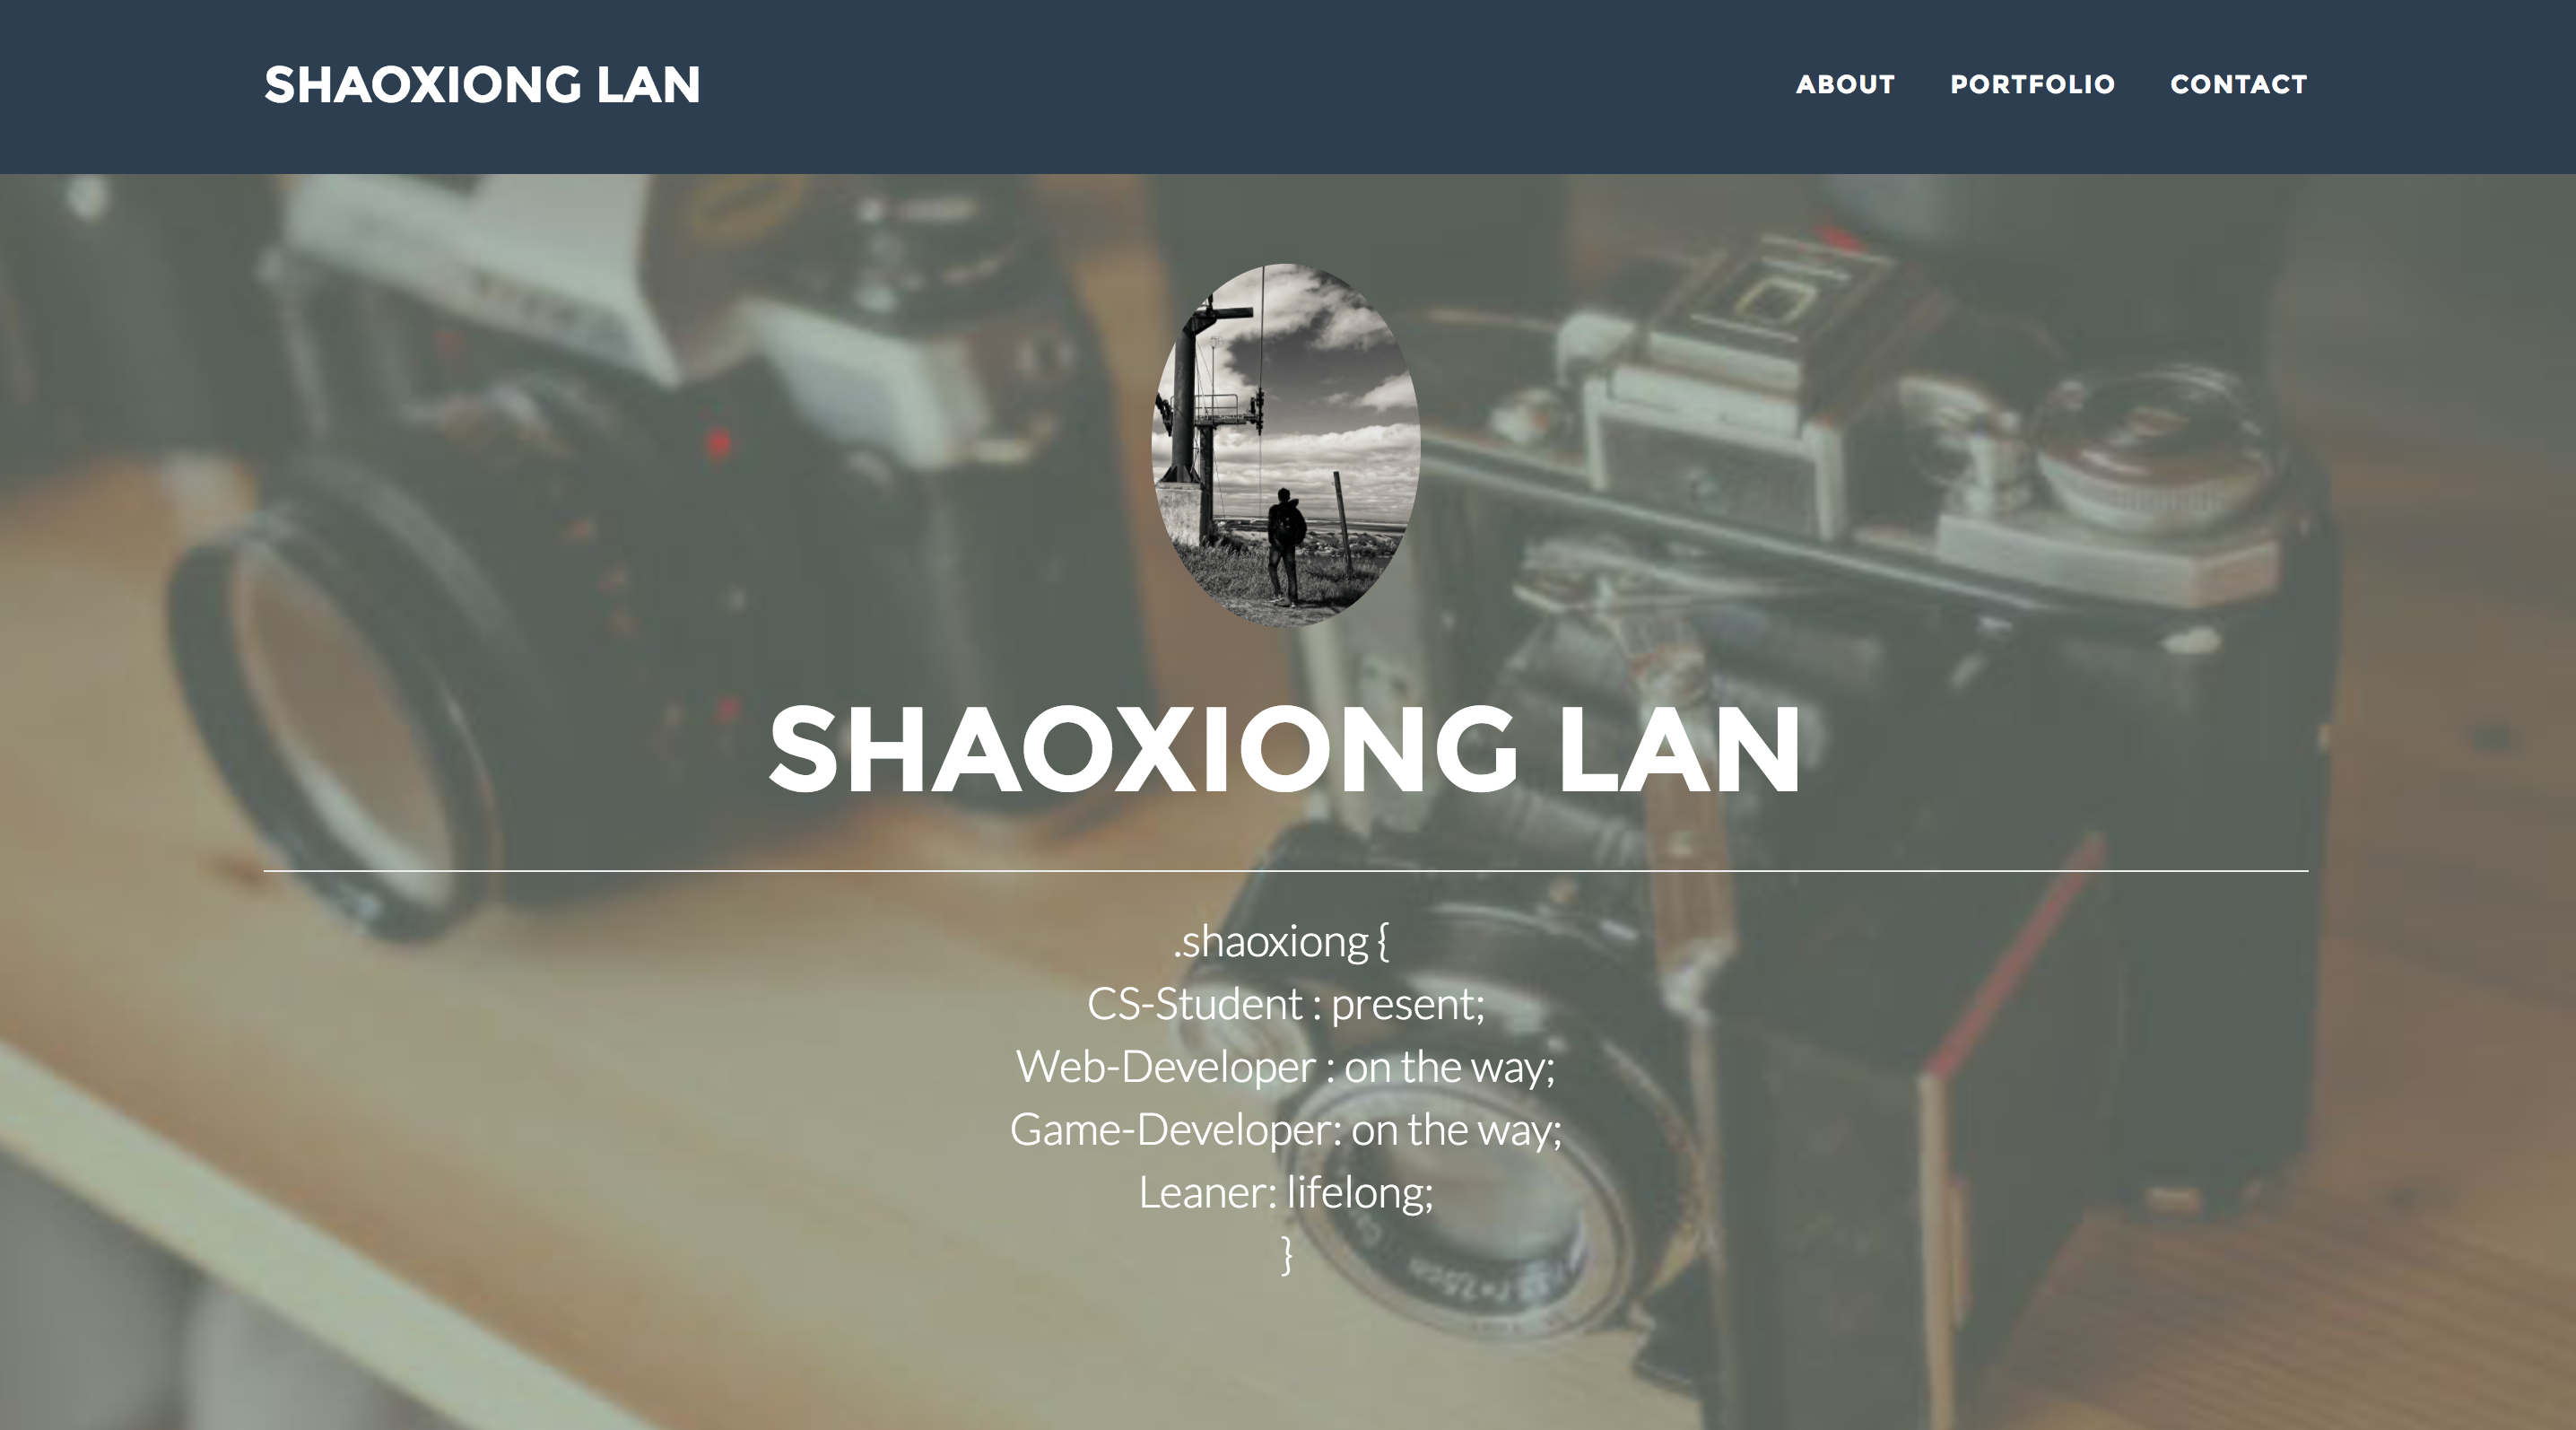 SHAOXIONG LAN
ABOUT PORTFOLIO CONTACT
SHAOXIONG LAN
.shaoxiong {
CS-Student : present;
Web-Developer : on the way;
Game-Developer: on the way;
Leaner: lifelong;
}